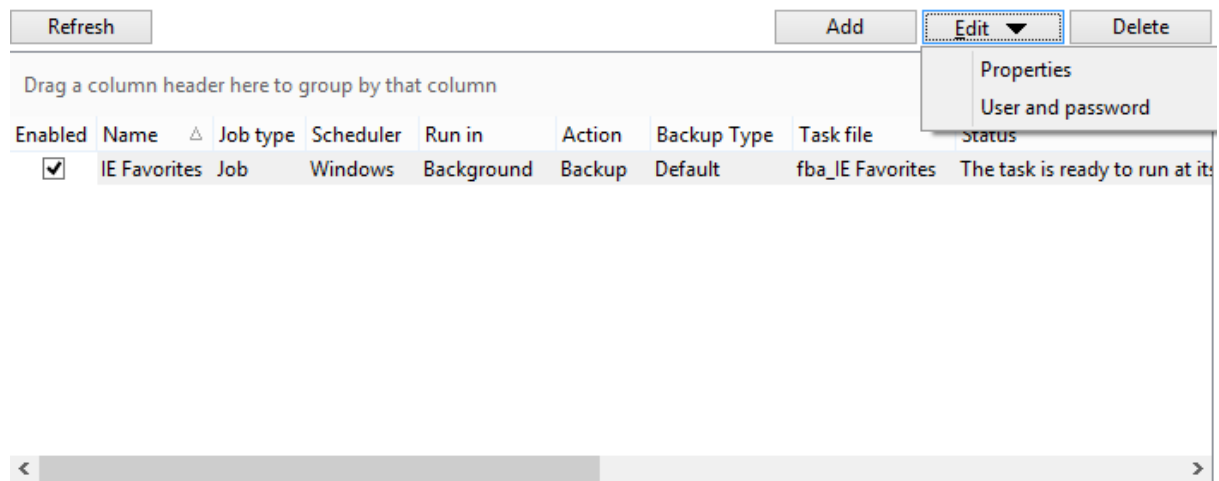 Refresh Add Edit Delete
Properties
Drag a column header here to group by that column
User and password
Enabled Name Job type Scheduler Run in Action Backup Type Task file Status
IE Favorites Job Windows Background Backup Default fba_IE Favorites The task is ready to run at its